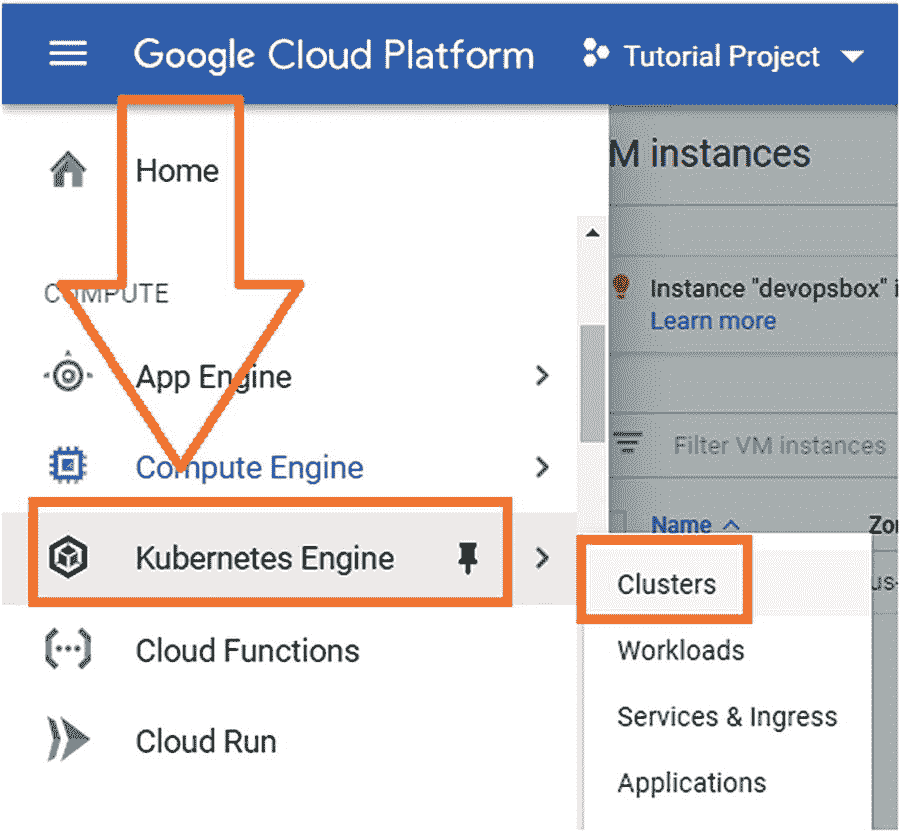 Google Cloud Platform
Tutorial Project
Home
COMPUTE
App Engine
Compute Engine
Kubernetes Engine
Cloud Functions
Cloud Run
M instances
Instance "devopsbox" i
Learn more
Filter VM instances
Name
Zo
us-
Clusters
Workloads
Services & Ingress
Applications